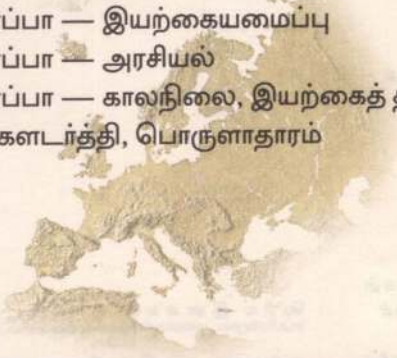 ப்பா — இயற்கையமைப்பு
ப்பா — அரசியல்
ர்ப்பா — காலநிலை, இயற்கைத்
களடர்த்தி, பொருளாதாரம்